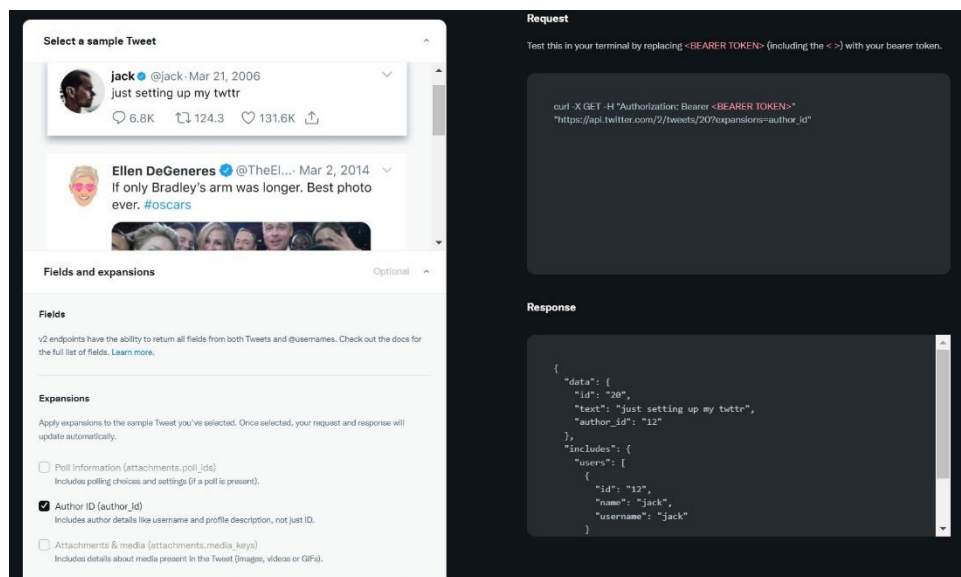 Select a sample Tweet
jack @jack·Mar 21, 2006
just setting up my twttr
6.8K 124.3 131.6K
Ellen DeGeneres @TheEl...· Mar 2, 2014
If only Bradley's arm was longer. Best photo
ever. #oscars
Fields and expansions Optional
Fields
v2 endpoints have the ability to return all fields from both Tweets and @usernames. Check out the docs for
the full list of fields. Learn more.
Expansions
Apply expansions to the sample Tweet you've selected. Once selected, your request and response will
update automatically.
Poll information (attachments.poll_ids)
Includes polling choices and settings (if a poll is present).
Author ID (author_id)
Includes author details like username and profile description, not just ID.
Attachments & media (attachments.media_keys)
Includes details about media present in the Tweet (images, videos or GIFs).
Request
Test this in your terminal by replacing <BEARER TOKEN> (including the < >) with your bearer token.
curl -X GET -H "Authorization: Bearer <BEARER TOKEN>"
"https://api.twitter.com/2/tweets/20?expansions=author_id"
Response
{
"data": {
"id": "20",
"text": "just setting up my twttr",
"author_id": "12"
},
"includes": {
"users": [
{
"id": "12",
"name": "jack",
"username": "jack"
}